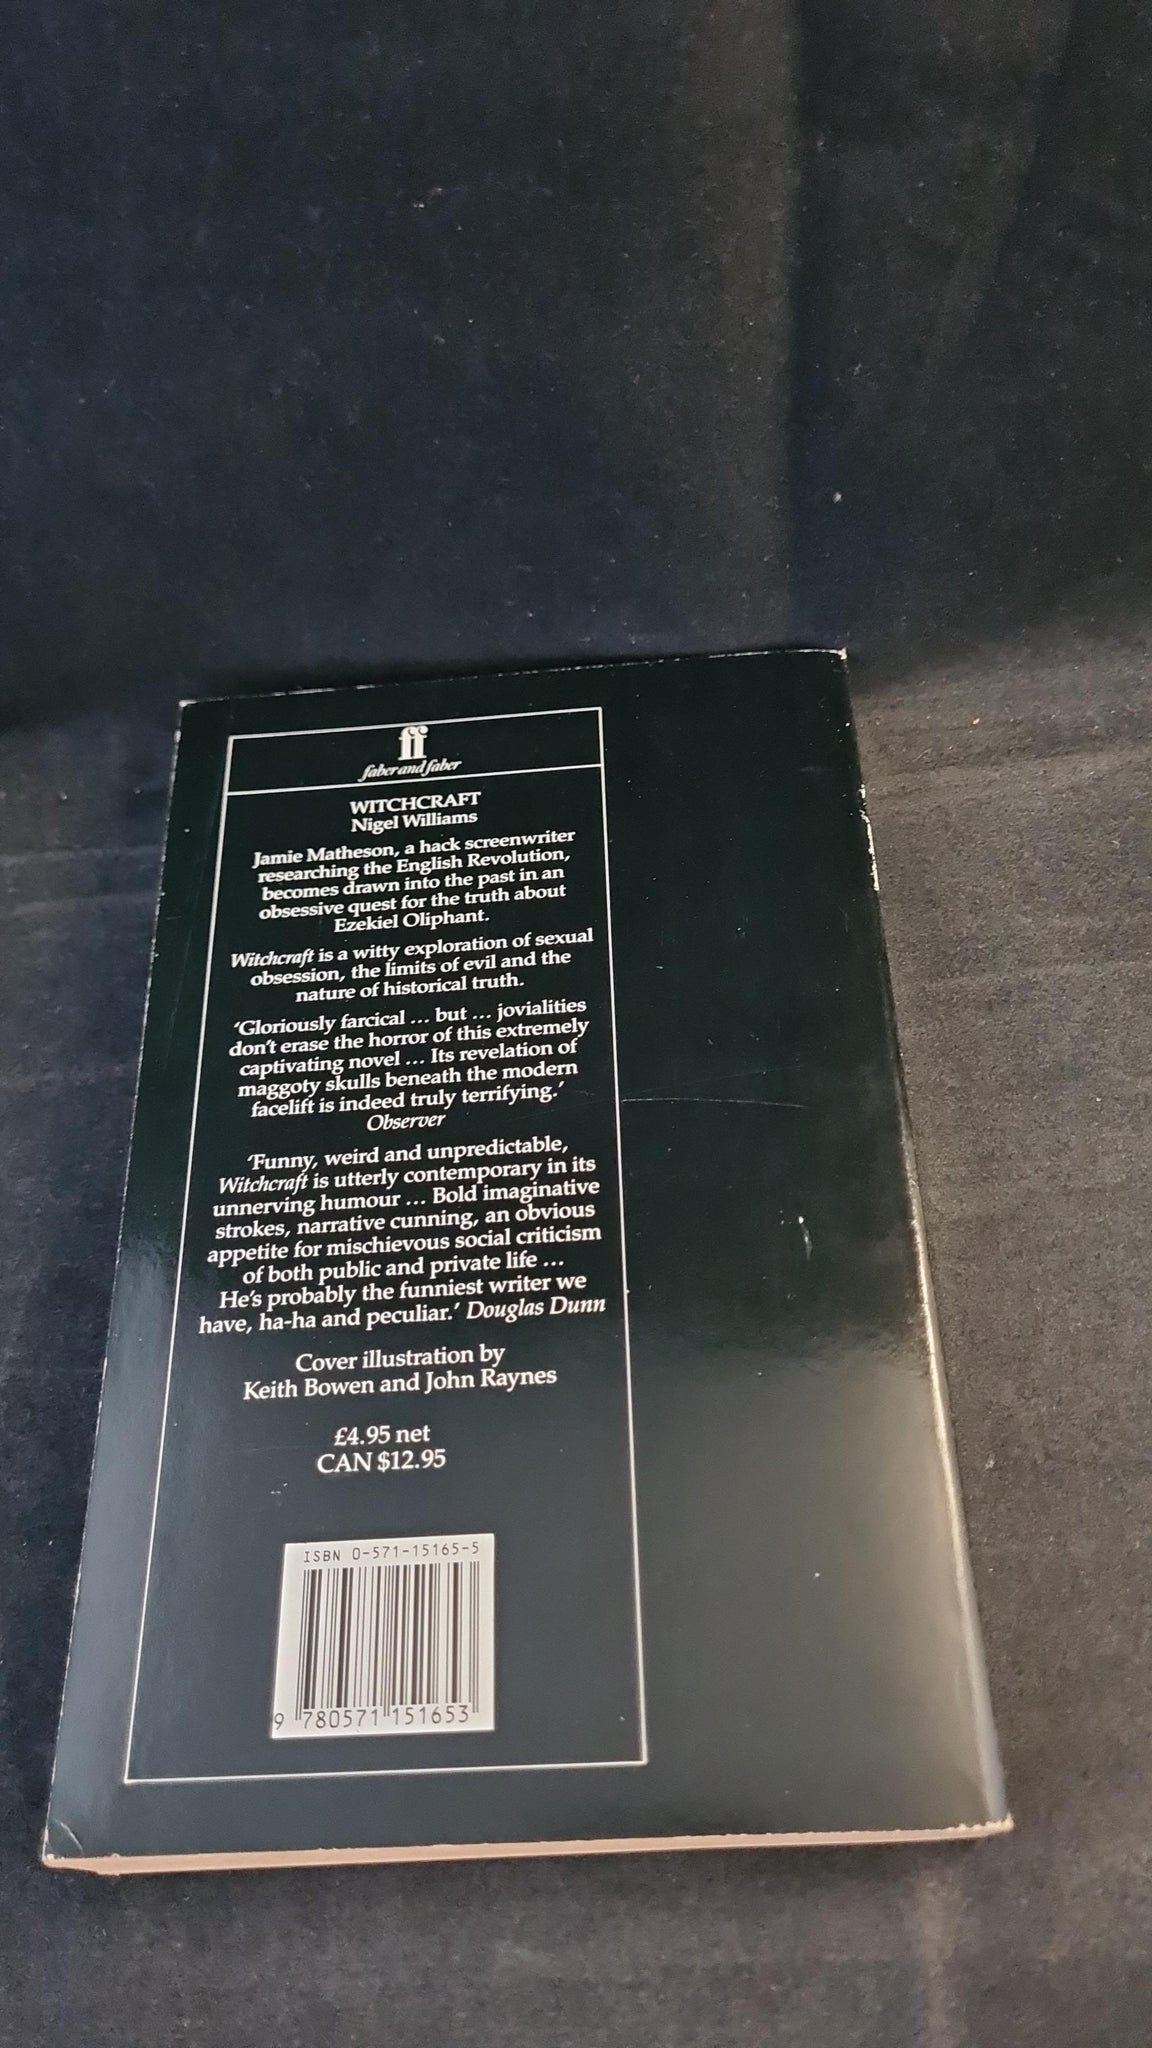 ff
faber and faber
WITCHCRAFT
Nigel Williams
Jamie Matheson, a hack screenwriter
researching the English Revolution,
becomes drawn into the past in an
obsessive quest for the truth about
Ezekiel Oliphant.
Witchcraft is a witty exploration of sexual
obsession, the limits of evil and the
nature of historical truth.
‘Gloriously farcical ... but ... jovialities
don't erase the horror of this extremely
captivating novel ... Its revelation of
maggoty skulls beneath the modern
facelift is indeed truly terrifying.’
Observer
‘Funny, weird and unpredictable,
Witchcraft is utterly contemporary in its
unnerving humour ... Bold imaginative
strokes, narrative cunning, an obvious
appetite for mischievous social criticism
of both public and private life ...
He's probably the funniest writer we
have, ha-ha and peculiar.’ Douglas Dunn
Cover illustration by
Keith Bowen and John Raynes
£4.95 net
CAN $12.95
ISBN 0-571-15165-5
9 780571 151653